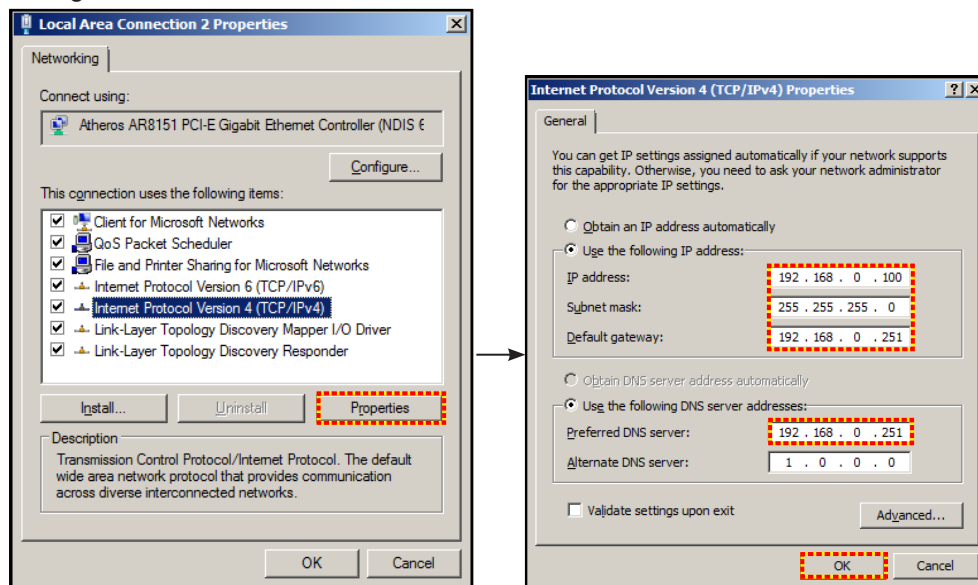 Local Area Connection 2 Properties
Networking
Connect using:
Atheros AR8151 PCI-E Gigabit Ethernet Controller (NDIS 6
Configure...
This connection uses the following items:
Client for Microsoft Networks
QoS Packet Scheduler
File and Printer Sharing for Microsoft Networks
Internet Protocol Version 6 (TCP/IPv6)
Internet Protocol Version 4 (TCP/IPv4)
Link-Layer Topology Discovery Mapper I/O Driver
Link-Layer Topology Discovery Responder
Install...
Uninstall
Properties
Description
Transmission Control Protocol/Internet Protocol. The default
wide area network protocol that provides communication
across diverse interconnected networks.
OK
Cancel
Internet Protocol Version 4 (TCP/IPv4) Properties
General
You can get IP settings assigned automatically if your network supports
this capability. Otherwise, you need to ask your network administrator
for the appropriate IP settings.
Obtain an IP address automatically
Use the following IP address:
IP address: 192 . 168 . 0 . 100
Subnet mask: 255 . 255 . 255 . 0
Default gateway: 192 . 168 . 0 . 251
Obtain DNS server address automatically
Use the following DNS server addresses:
Preferred DNS server: 192 . 168 . 0 . 251
Alternate DNS server: 1 . 0 . 0 . 0
Validate settings upon exit
Advanced...
OK
Cancel